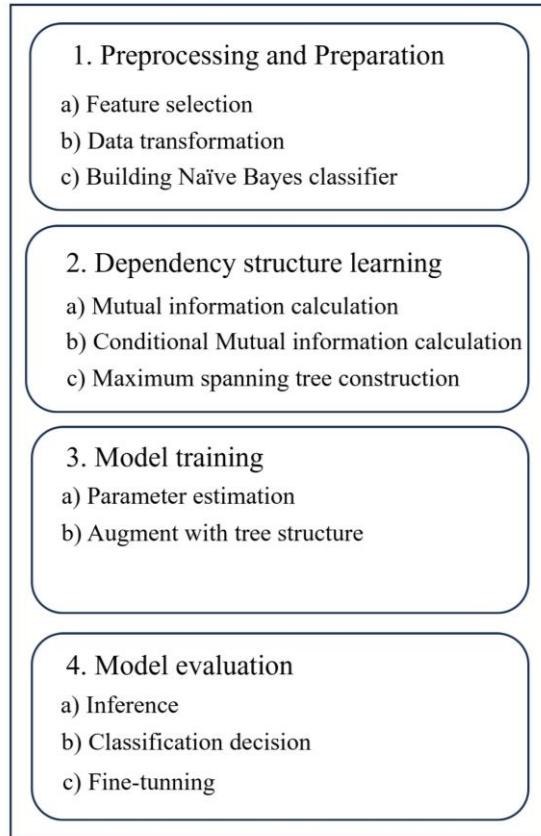 1. Preprocessing and Preparation
a) Feature selection
b) Data transformation
c) Building Naïve Bayes classifier
2. Dependency structure learning
a) Mutual information calculation
b) Conditional Mutual information calculation
c) Maximum spanning tree construction
3. Model training
a) Parameter estimation
b) Augment with tree structure
4. Model evaluation
a) Inference
b) Classification decision
c) Fine-tunning